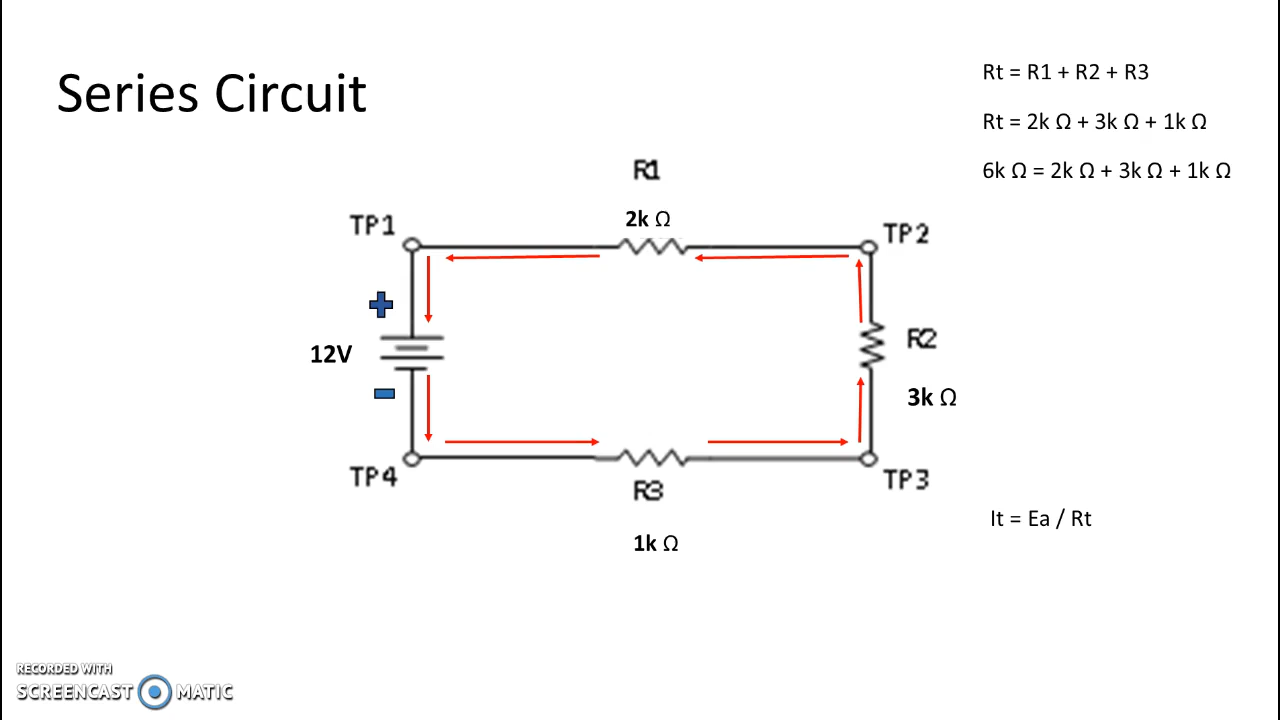 Series Circuit
Rt = R1 + R2 + R3
Rt = 2k Ω + 3k Ω + 1k Ω
6k Ω = 2k Ω + 3k Ω + 1k Ω
R1
2k Ω
TP1
TP2
R2
12V
3k Ω
TP4
R3
TP3
It = Ea / Rt
1k Ω
RECORDED WITH
SCREENCAST MATIC